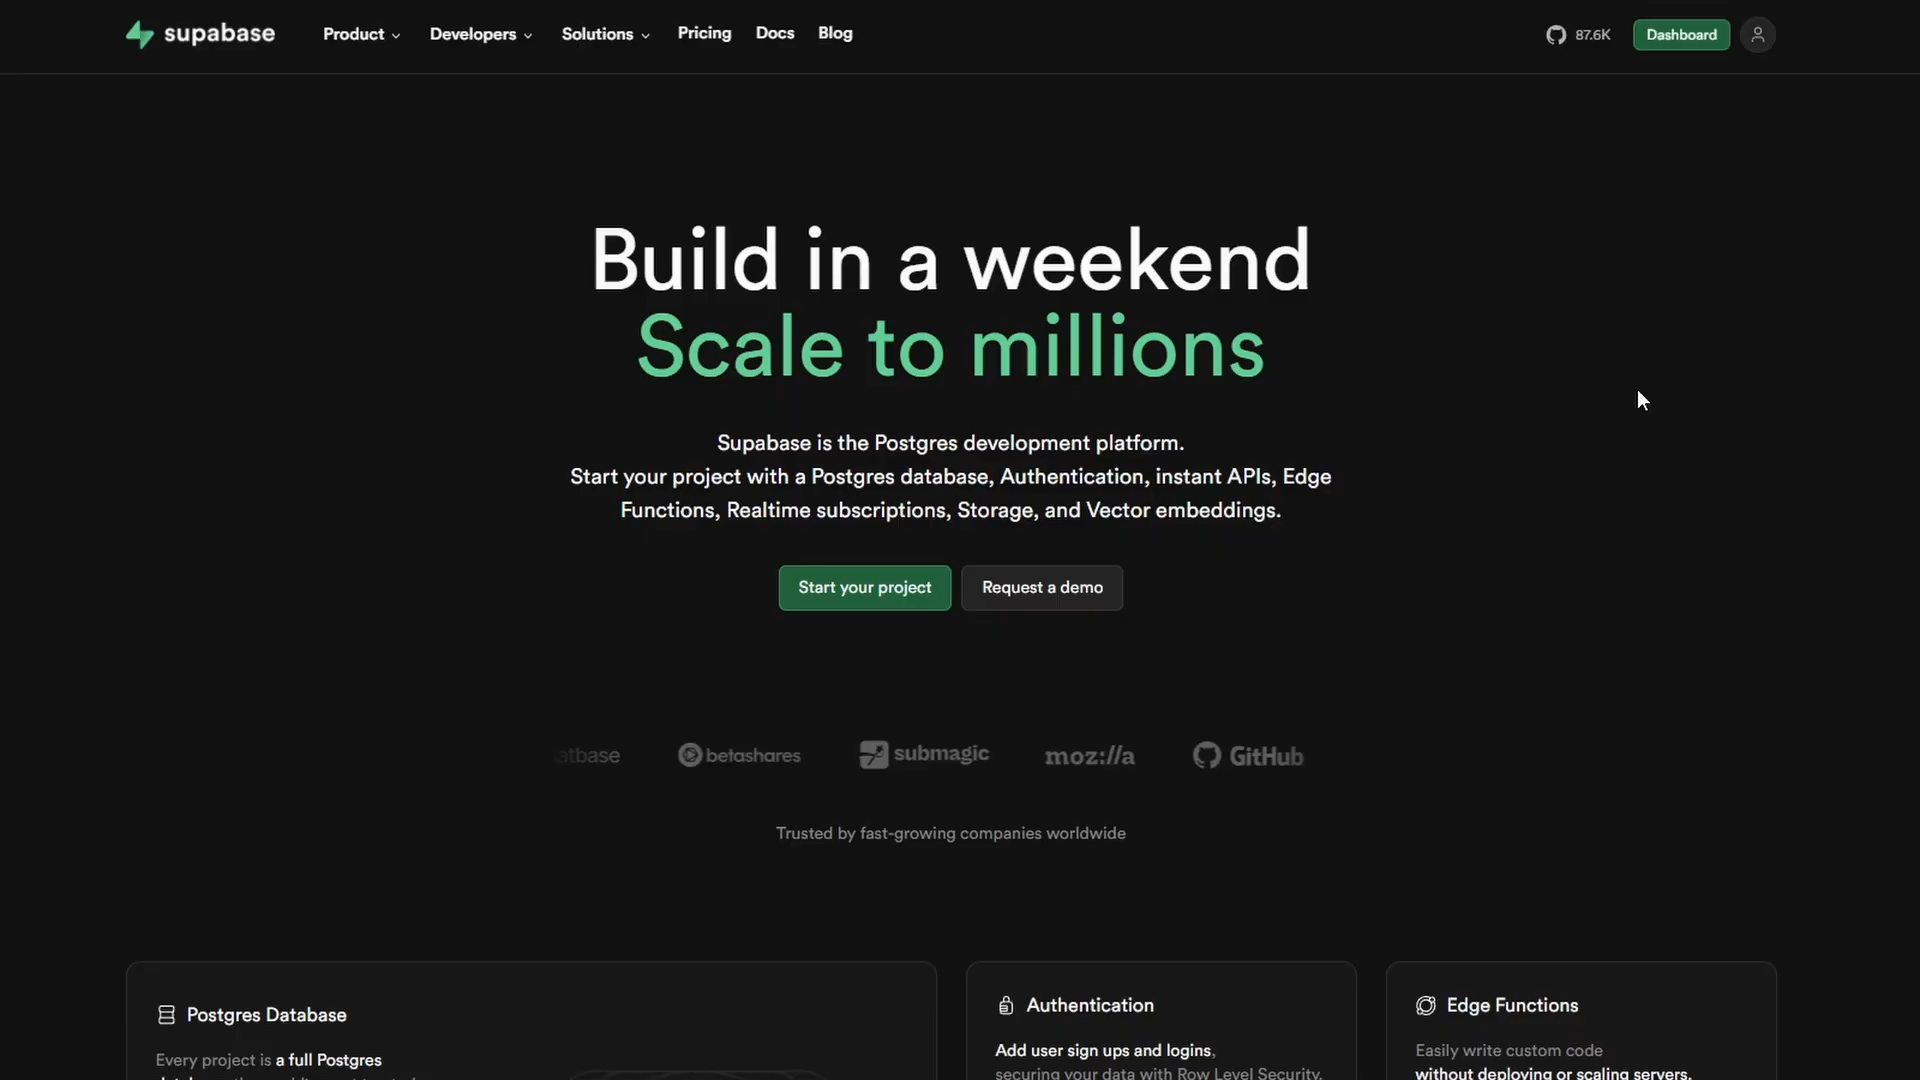 supabase Product Developers Solutions Pricing Docs Blog 87.6K Dashboard
Build in a weekend
Scale to millions
Supabase is the Postgres development platform.
Start your project with a Postgres database, Authentication, instant APIs, Edge
Functions, Realtime subscriptions, Storage, and Vector embeddings.
Start your project Request a demo
betashares submagic moz://a GitHub
Trusted by fast-growing companies worldwide
Postgres Database
Every project is a full Postgres
Authentication
Add user sign ups and logins,
securing your data with Row Level Security.
Edge Functions
Easily write custom code
without deploying or scaling servers.